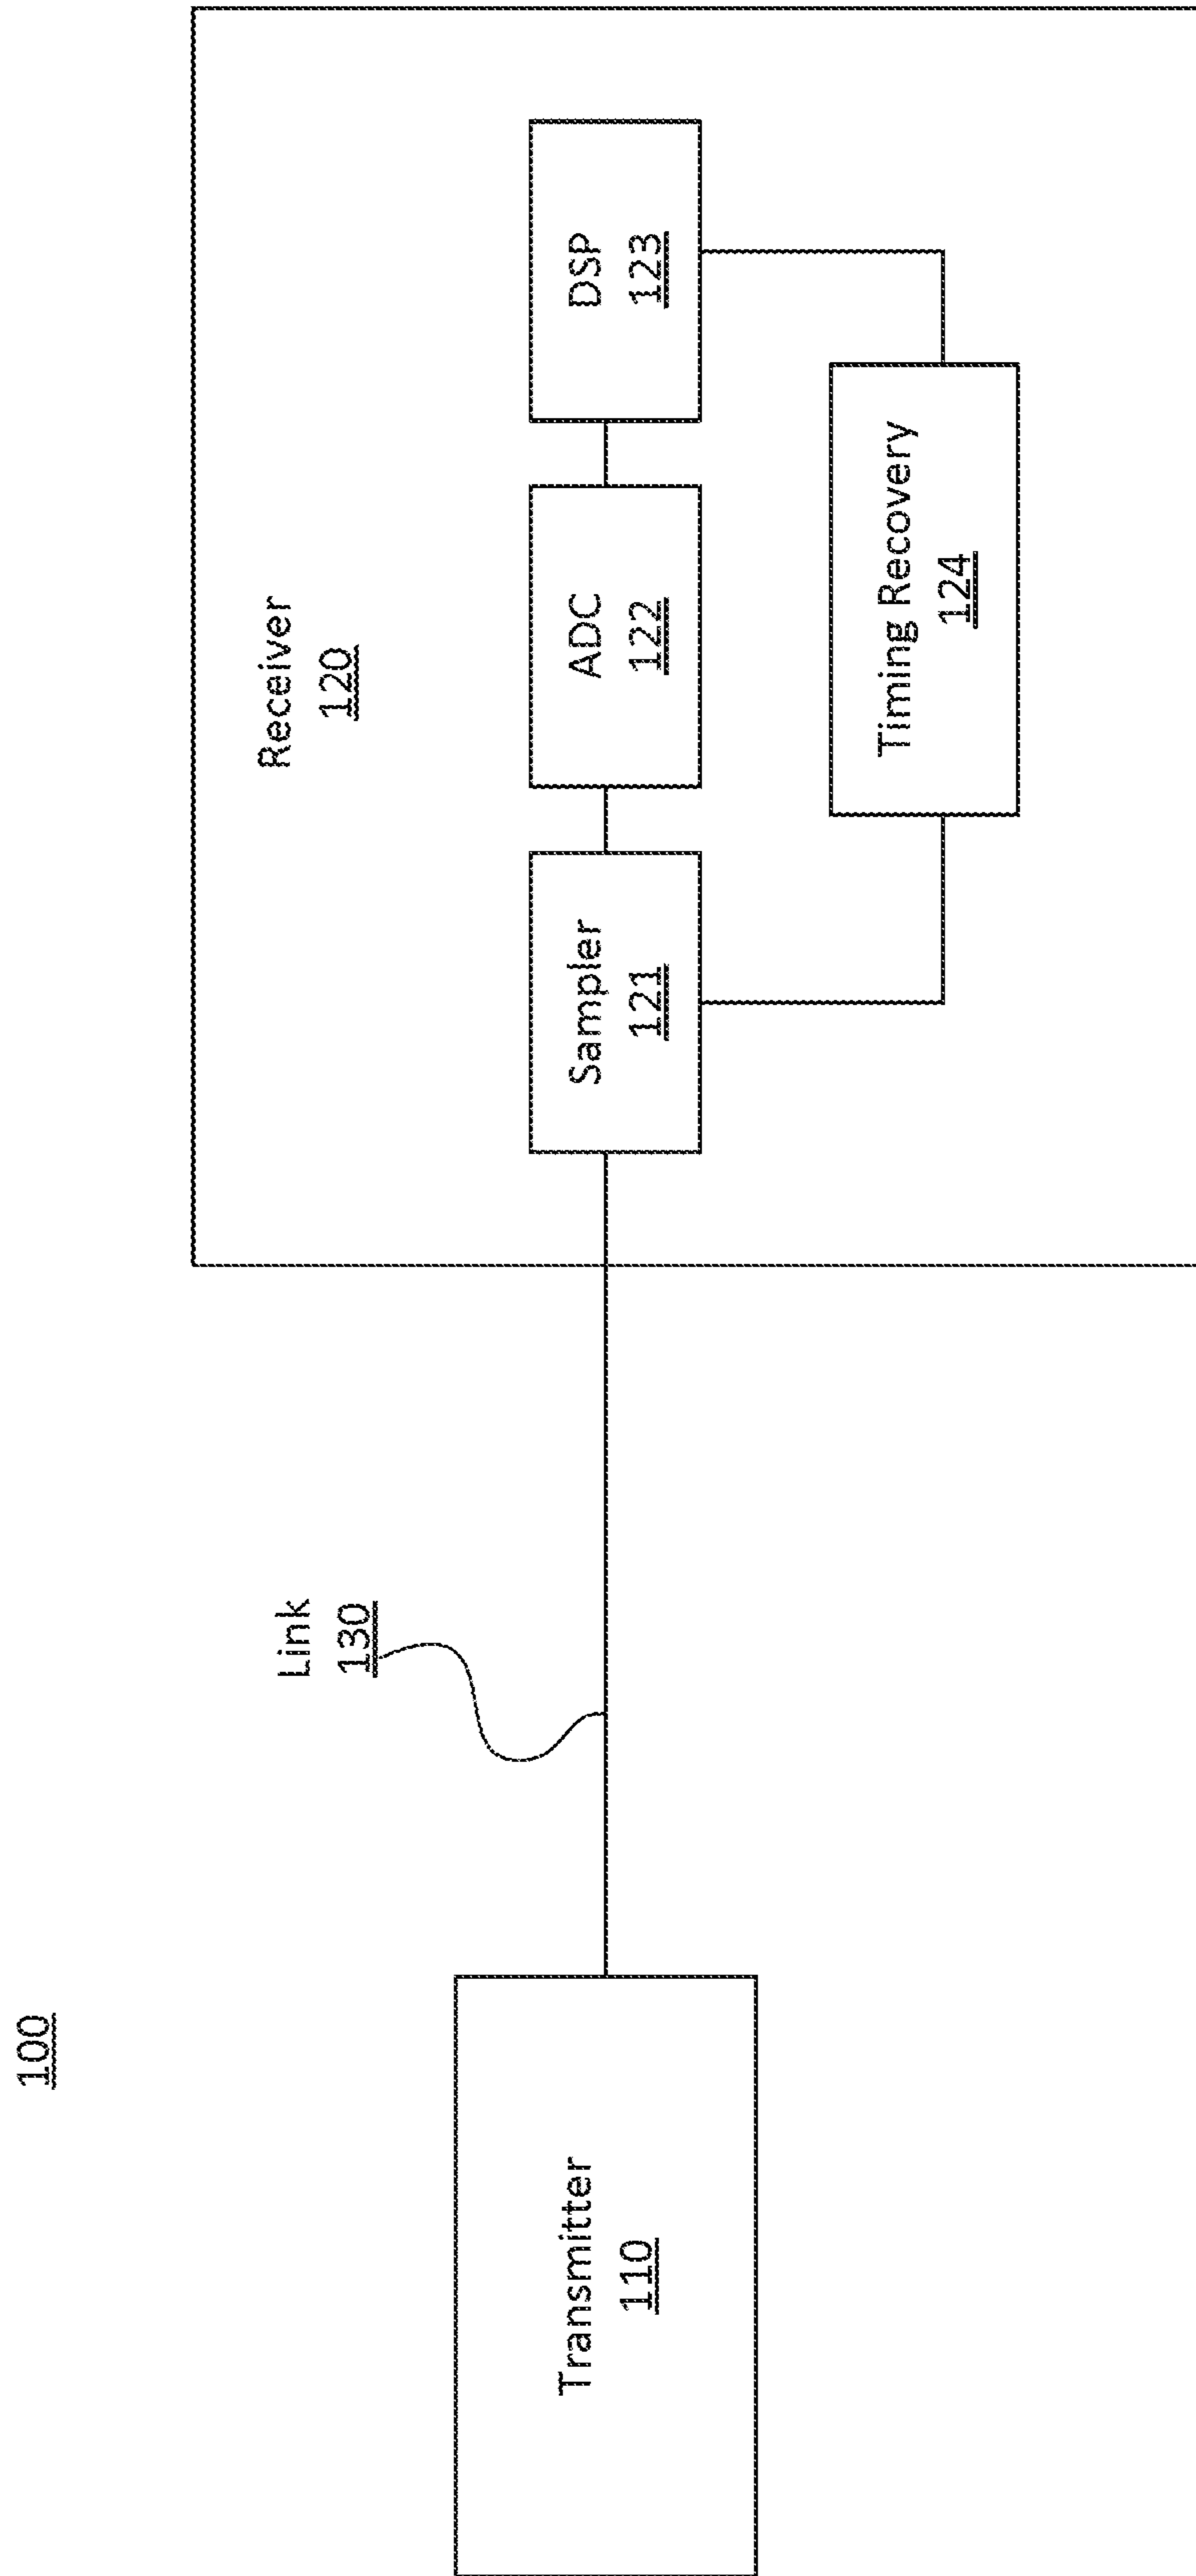 100
Transmitter
110
Link
130
Receiver
120
Sampler
121
ADC
122
DSP
123
Timing Recovery
124